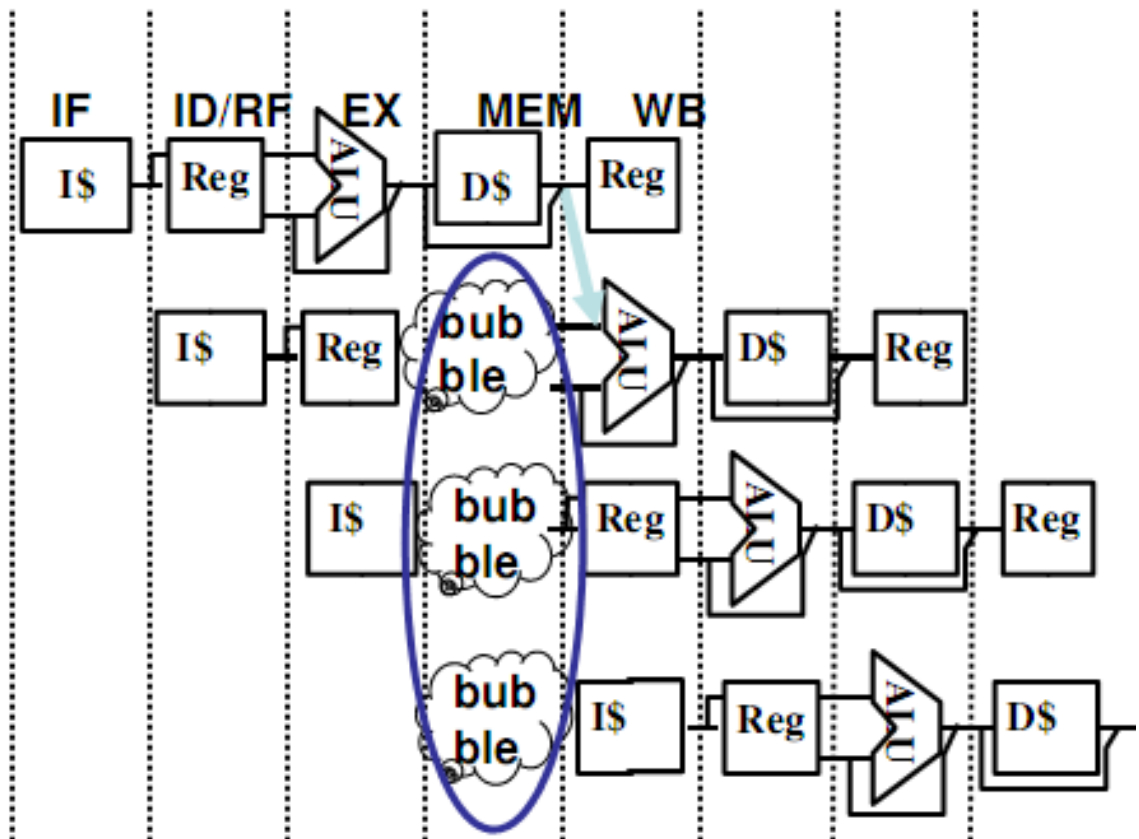 IF ID/RF EX MEM WB
I$ Reg ALU D$ Reg
I$ Reg bub ALU D$ Reg
ble
I$ bub Reg ALU D$ Reg
ble
bub I$ Reg ALU D$
ble